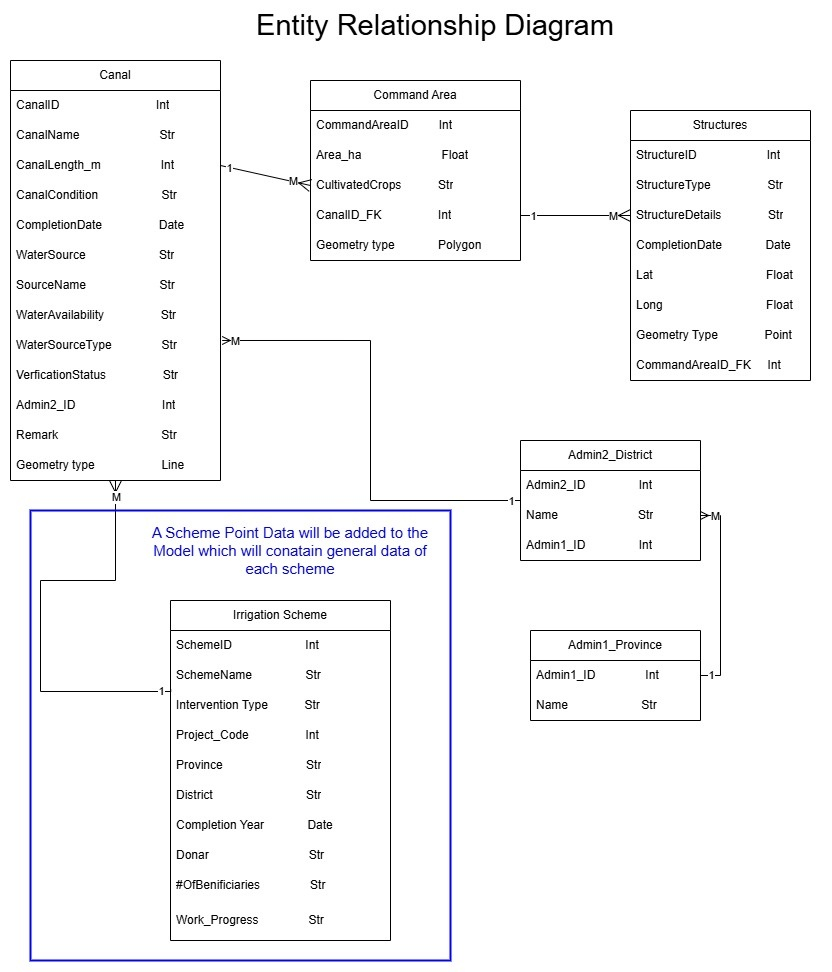 Entity Relationship Diagram
Canal
CanalID Int
CanalName Str
CanalLength_m Int
CanalCondition Str
CompletionDate Date
WaterSource Str
SourceName Str
WaterAvailability Str
WaterSourceType Str
VerficationStatus Str
Admin2_ID Int
Remark Str
Geometry type Line
1
M
Command Area
CommandAreaID Int
Area_ha Float
CultivatedCrops Str
CanalID_FK Int
Geometry type Polygon
1
M
Structures
StructureID Int
StructureType Str
StructureDetails Str
CompletionDate Date
Lat Float
Long Float
Geometry Type Point
CommandAreaID_FK Int
M
1
Admin2_District
Admin2_ID Int
Name Str
Admin1_ID Int
M
1
Admin1_Province
Admin1_ID Int
Name Str
M
1
A Scheme Point Data will be added to the
Model which will conatain general data of
each scheme
Irrigation Scheme
SchemeID Int
SchemeName Str
Intervention Type Str
Project_Code Int
Province Str
District Str
Completion Year Date
Donar Str
#OfBenificiaries Str
Work_Progress Str